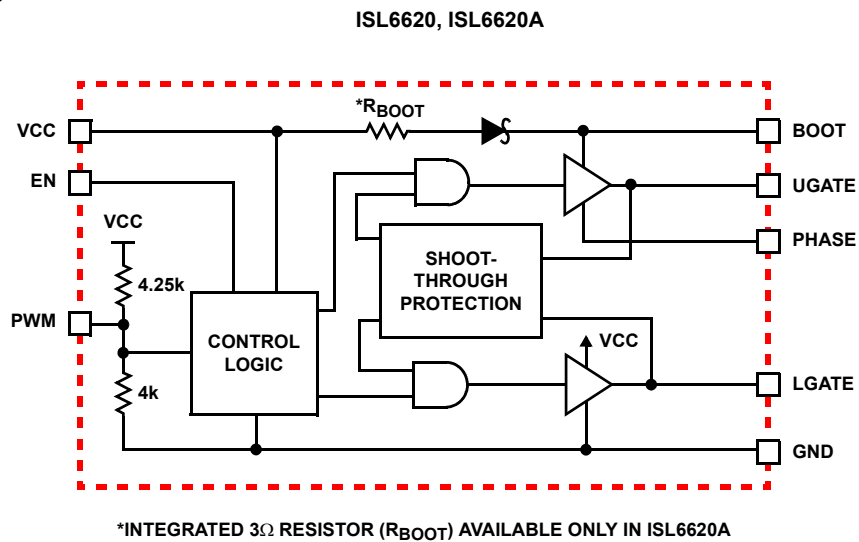 ISL6620, ISL6620A
*RBOOT
VCC
BOOT
EN
UGATE
VCC
PHASE
SHOOT-
THROUGH
PROTECTION
4.25k
PWM
CONTROL
LOGIC
VCC
4k
LGATE
GND
*INTEGRATED 3Ω RESISTOR (RBOOT) AVAILABLE ONLY IN ISL6620A